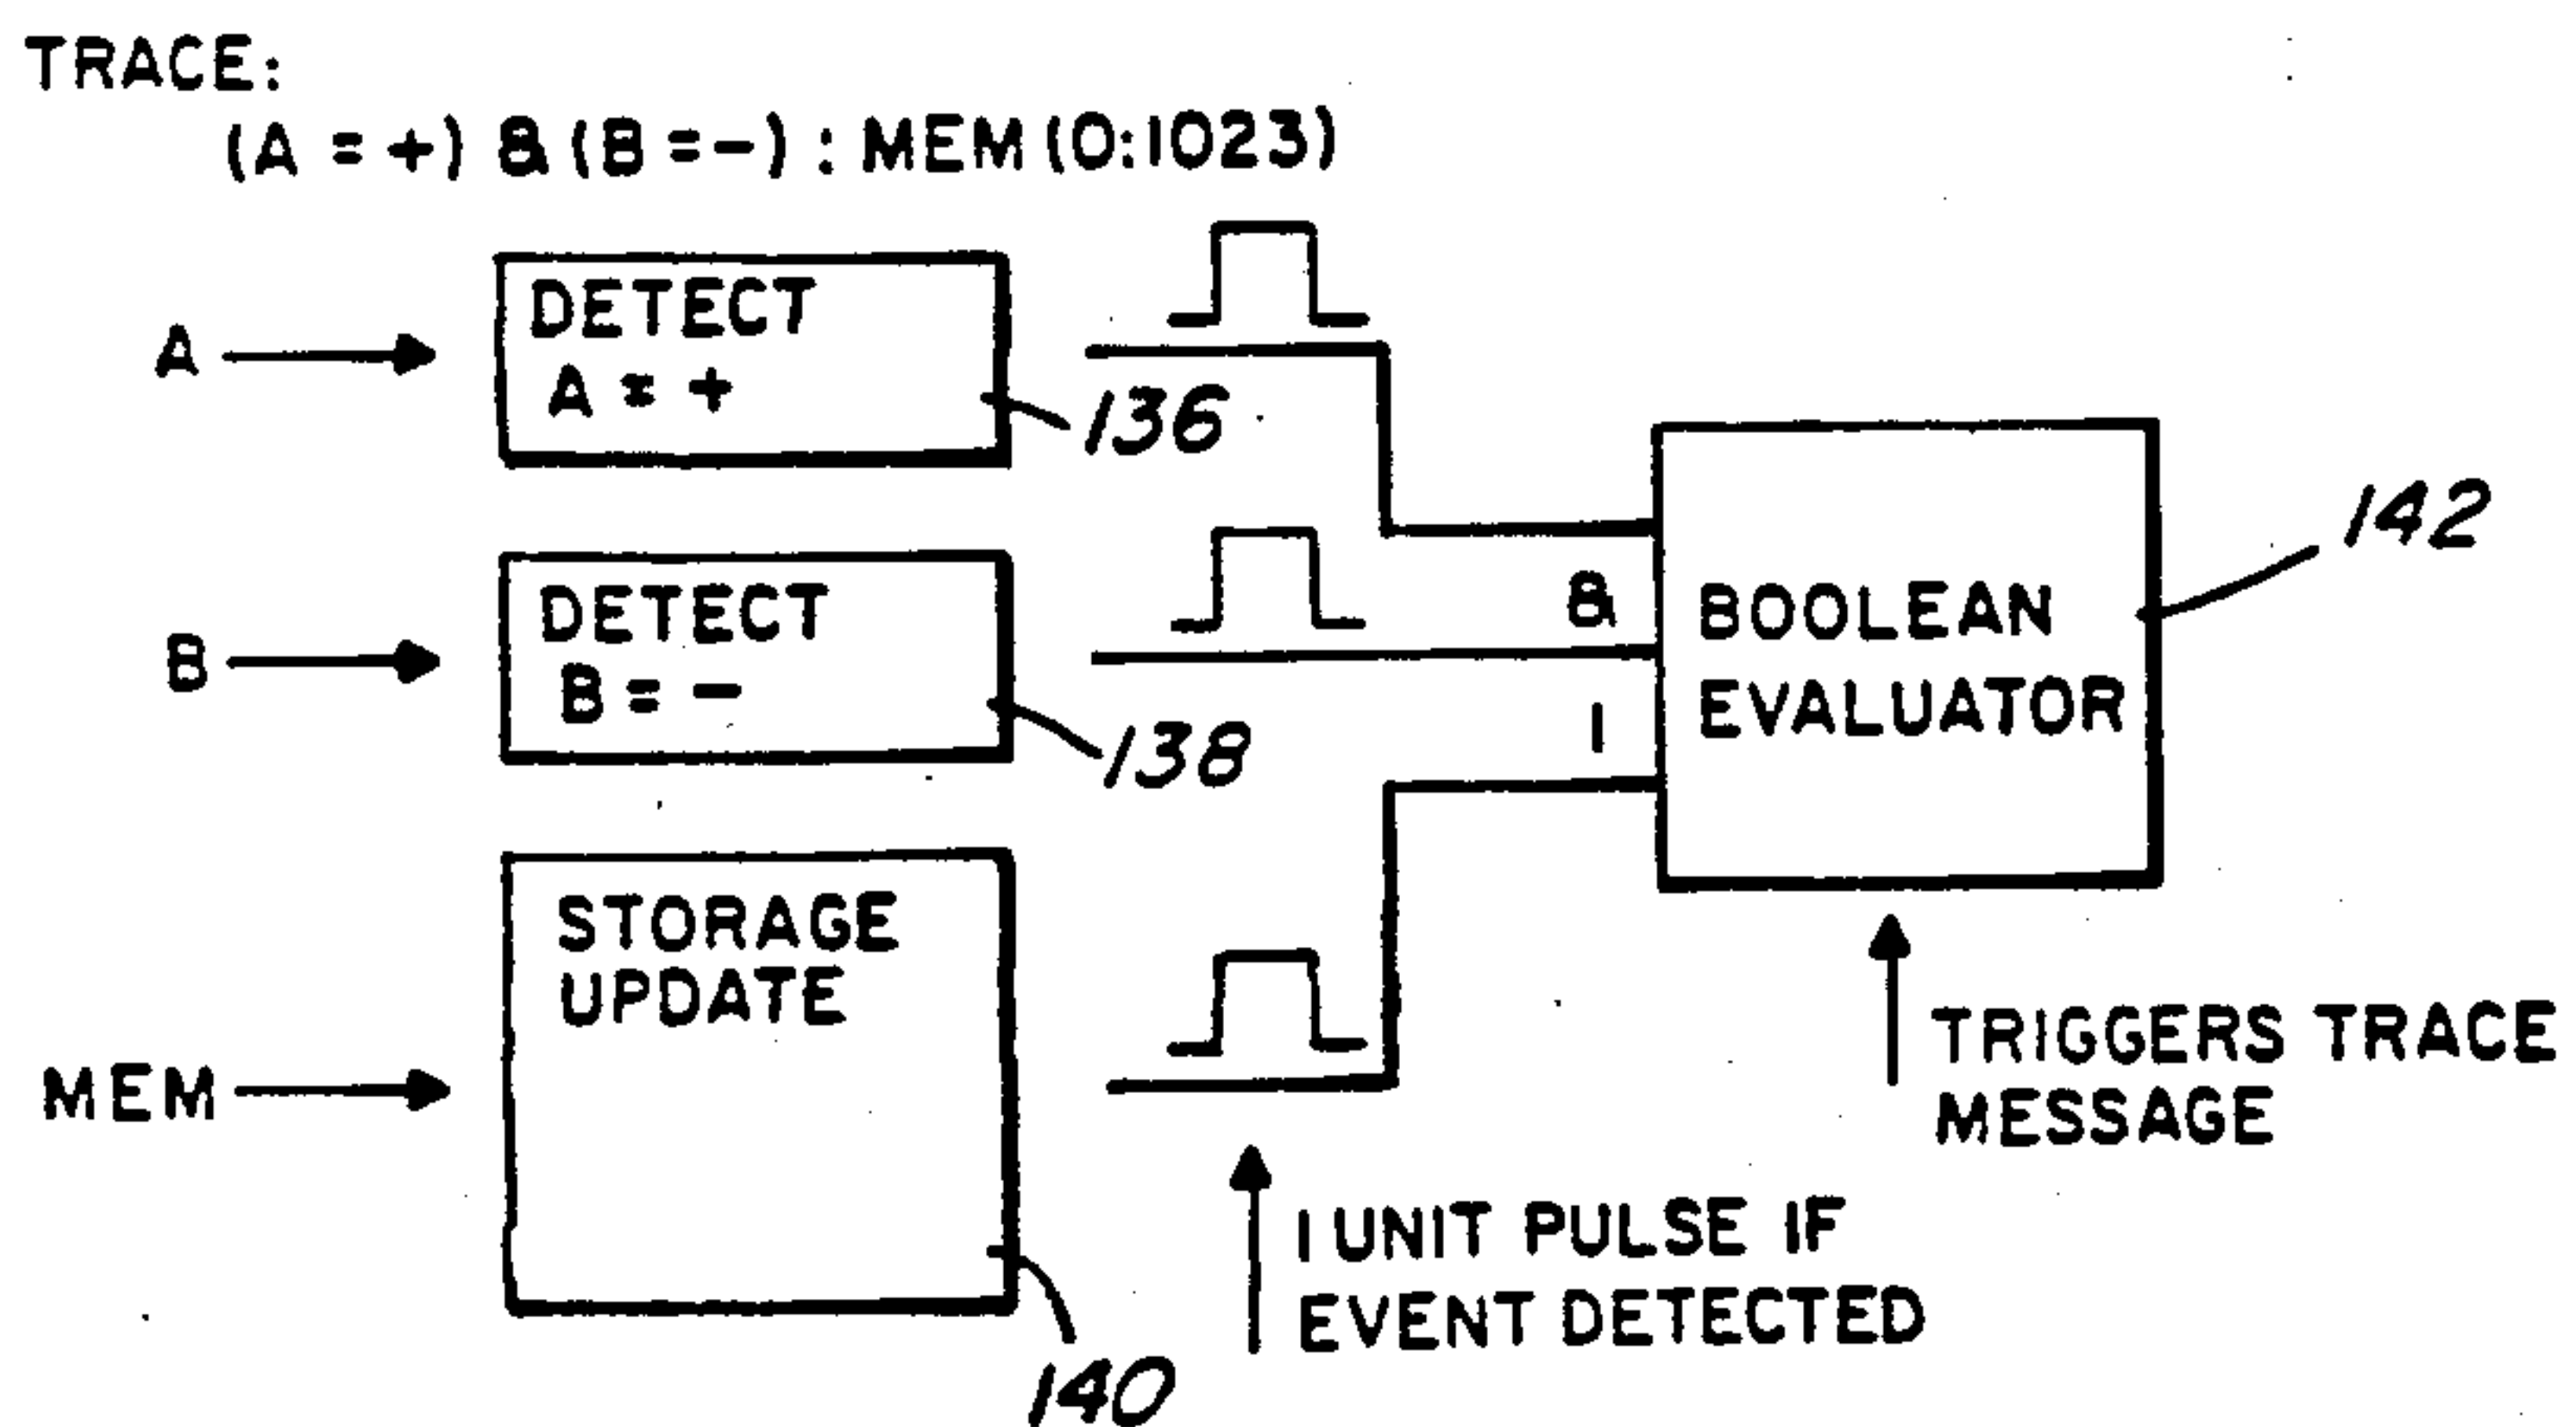 TRACE:
(A = +) & (B = -) : MEM (0:1023)
A
DETECT
A = +
136
B
DETECT
B = -
138
&
|
BOOLEAN
EVALUATOR
142
MEM
STORAGE
UPDATE
140
TRIGGERS TRACE
MESSAGE
1 UNIT PULSE IF
EVENT DETECTED